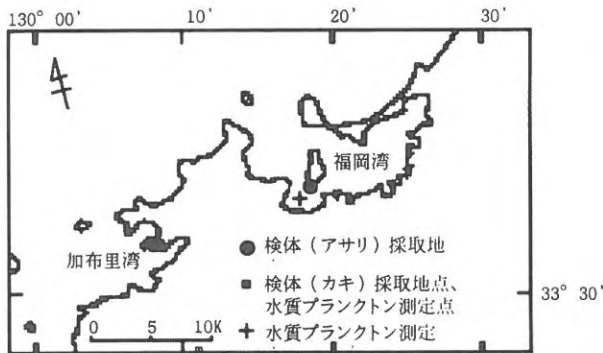 130° 00' 10' 20' 30'
福岡湾
加布里湾
検体（アサリ）採取地
検体（カキ）採取地点、
水質プランクトン測定点
水質プランクトン測定
33° 30'
0 5 10K
m